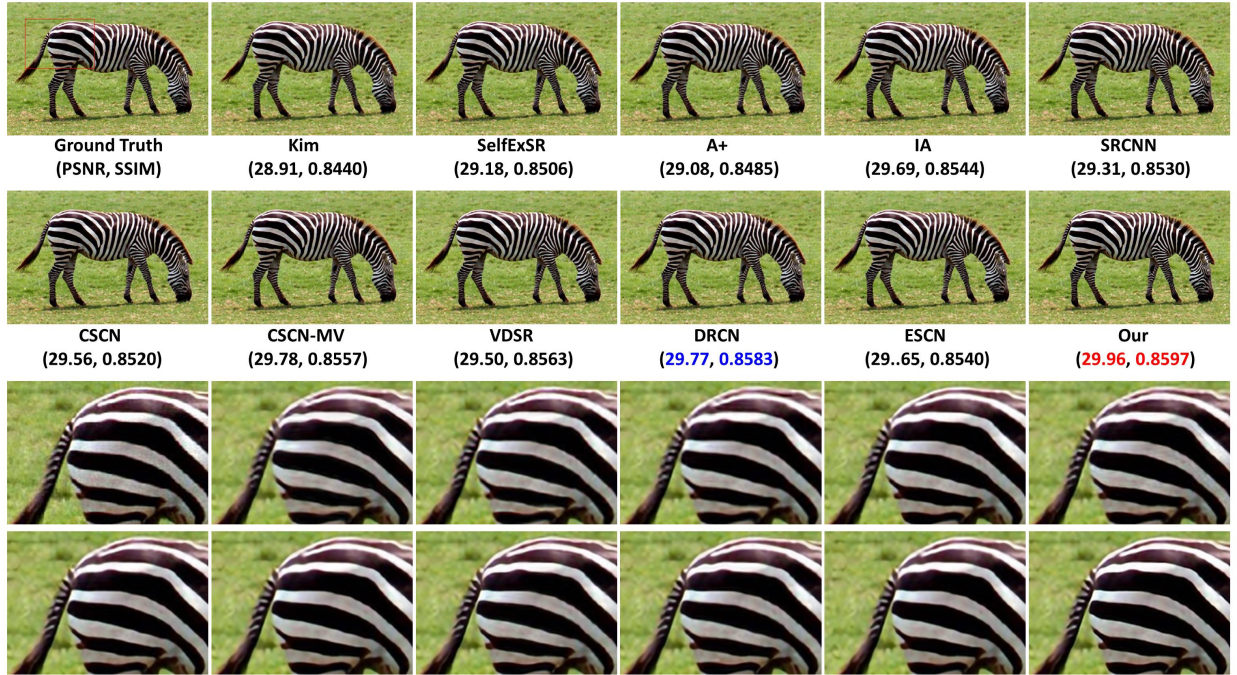 Ground Truth
(PSNR, SSIM)
Kim
(28.91, 0.8440)
SelfExSR
(29.18, 0.8506)
A+
(29.08, 0.8485)
IA
(29.69, 0.8544)
SRCNN
(29.31, 0.8530)
CSCN
(29.56, 0.8520)
CSCN-MV
(29.78, 0.8557)
VDSR
(29.50, 0.8563)
DRCN
(29.77, 0.8583)
ESCN
(29..65, 0.8540)
Our
(29.96, 0.8597)